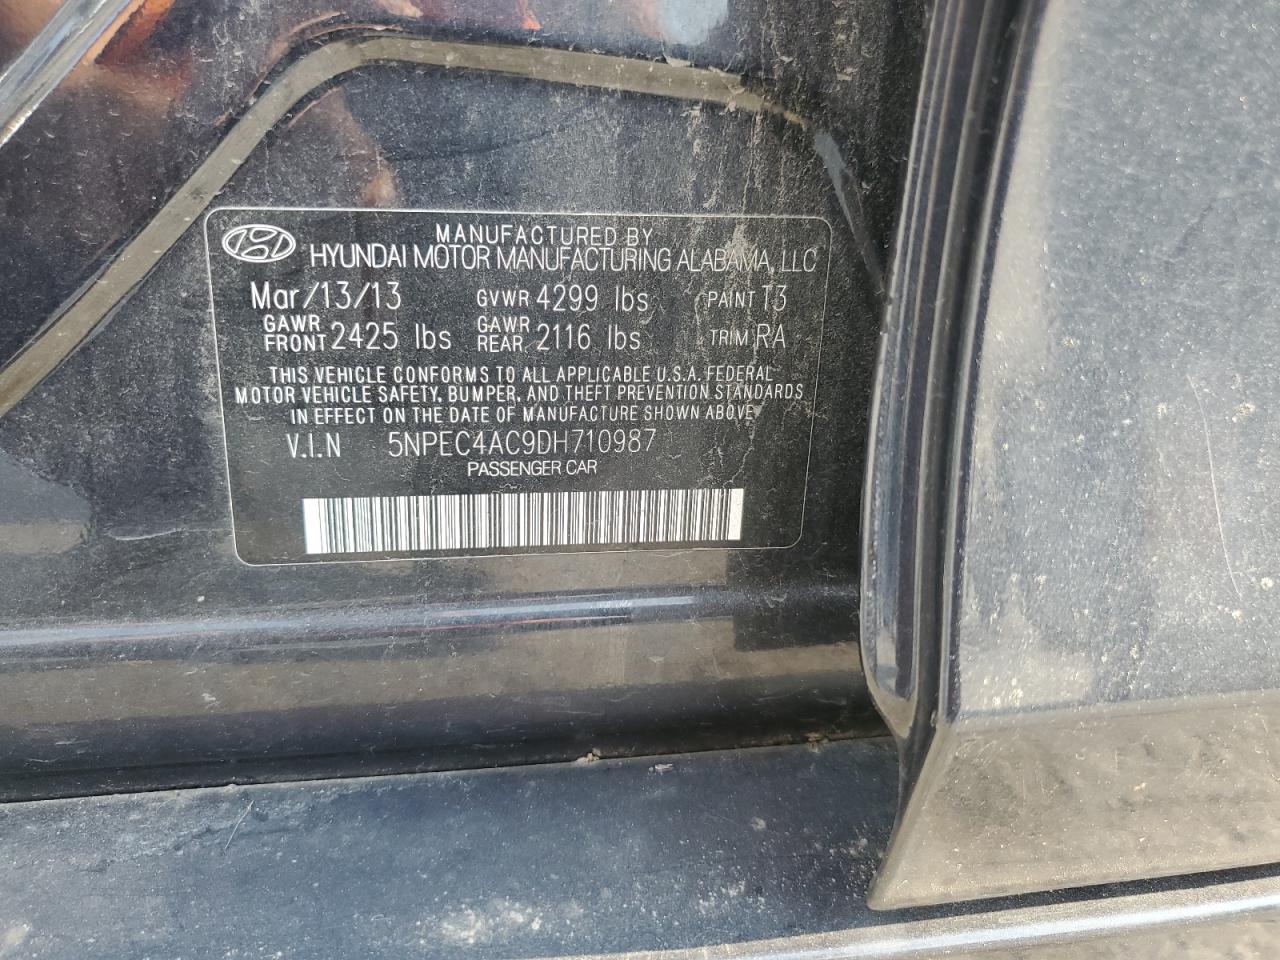 MANUFACTURED BY
HYUNDAI MOTOR MANUFACTURING ALABAMA, LLC
Mar/13/13 GVWR 4299 lbs PAINT T3
GAWR FRONT 2425 lbs GAWR REAR 2116 lbs TRIM RA
THIS VEHICLE CONFORMS TO ALL APPLICABLE U.S.A. FEDERAL
MOTOR VEHICLE SAFETY, BUMPER, AND THEFT PREVENTION STANDARDS
IN EFFECT ON THE DATE OF MANUFACTURE SHOWN ABOVE
V.I.N 5NPEC4AC9DH710987
PASSENGER CAR